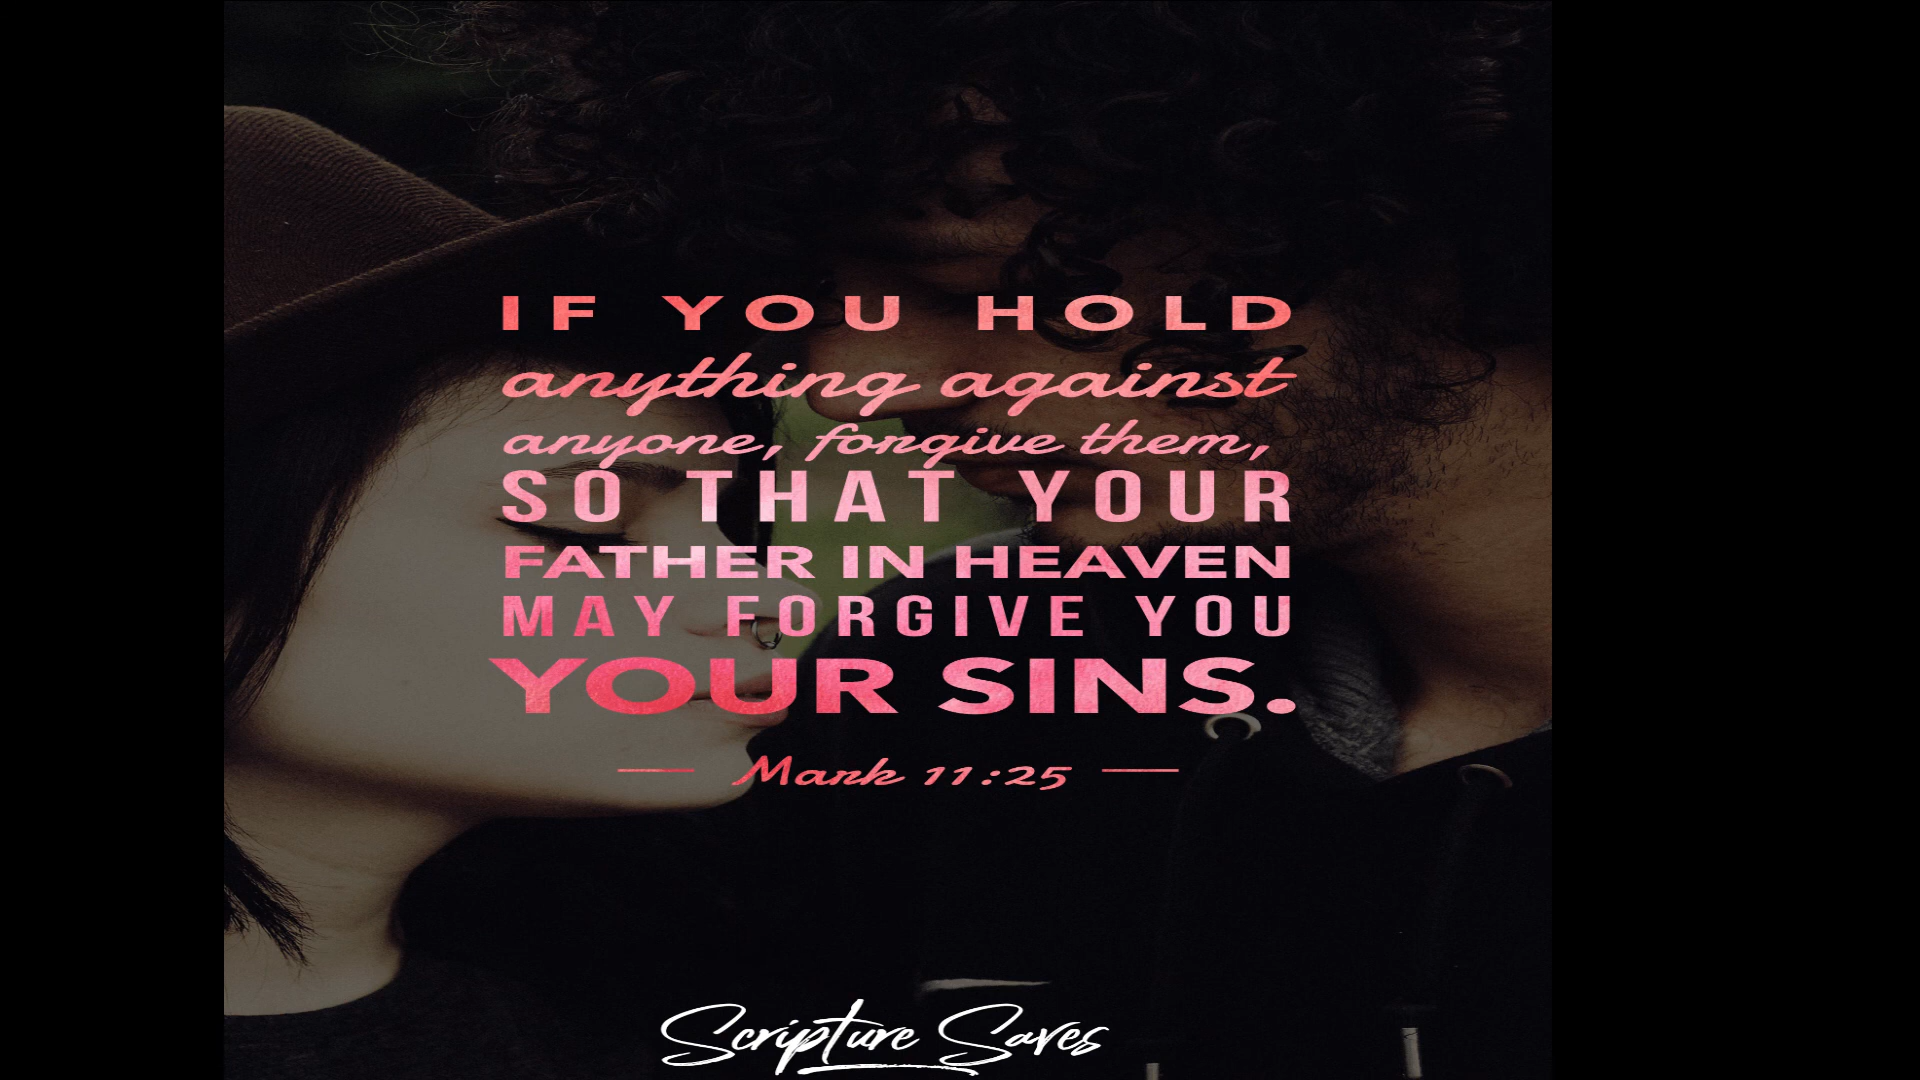 IF YOU HOLD
anything against
anyone, forgive them,
SO THAT YOUR
FATHER IN HEAVEN
MAY FORGIVE YOU
YOUR SINS.
Mark 11:25
Scripture Saves